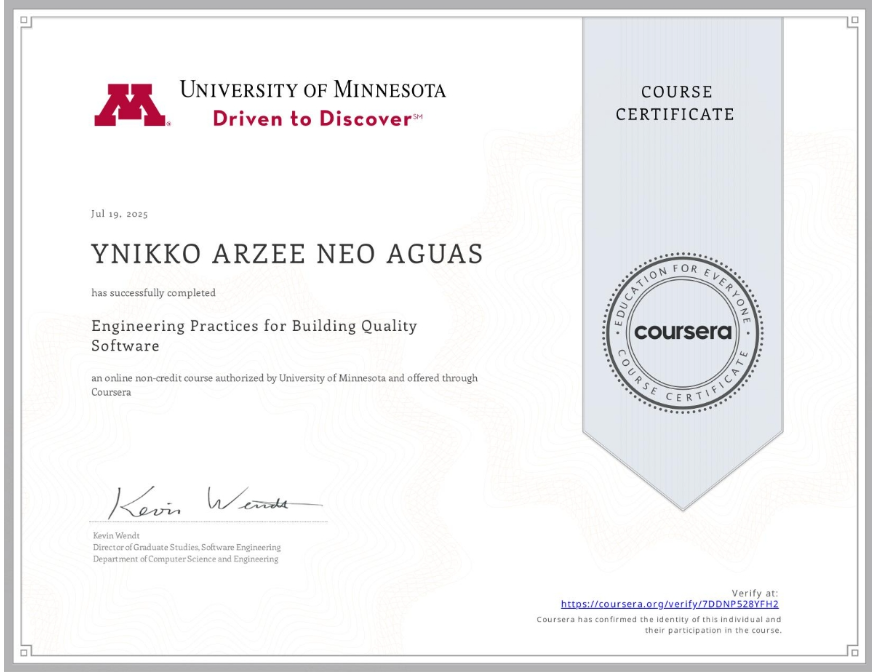 UNIVERSITY OF MINNESOTA
Driven to Discover℠
COURSE
CERTIFICATE
Jul 19, 2025
YNIKKO ARZEE NEO AGUAS
has successfully completed
Engineering Practices for Building Quality
Software
an online non-credit course authorized by University of Minnesota and offered through
Coursera
EDUCATION FOR EVERYONE
coursera
COURSE CERTIFICATE
Kevin Wendt
Kevin Wendt
Director of Graduate Studies, Software Engineering
Department of Computer Science and Engineering
Verify at:
https://coursera.org/verify/7DDNP528YFH2
Coursera has confirmed the identity of this individual and
their participation in the course.